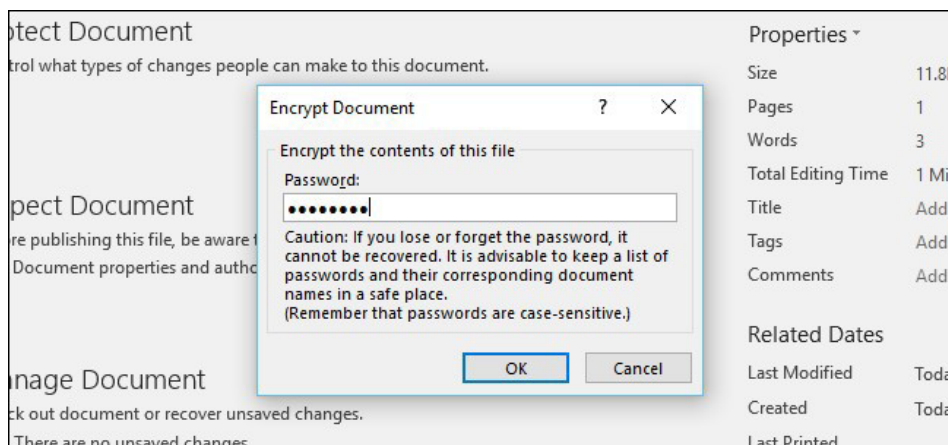 otect Document
trol what types of changes people can make to this document.
pect Document
re publishing this file, be aware t
Document properties and autho
anage Document
ck out document or recover unsaved changes.
There are no unsaved changes.
Encrypt Document
?
Encrypt the contents of this file
Password:
••••••••
Caution: If you lose or forget the password, it
cannot be recovered. It is advisable to keep a list of
passwords and their corresponding document
names in a safe place.
(Remember that passwords are case-sensitive.)
OK
Cancel
Properties
Size 11.8
Pages 1
Words 3
Total Editing Time 1 Mi
Title Add
Tags Add
Comments Add
Related Dates
Last Modified Toda
Created Toda
Last Printed